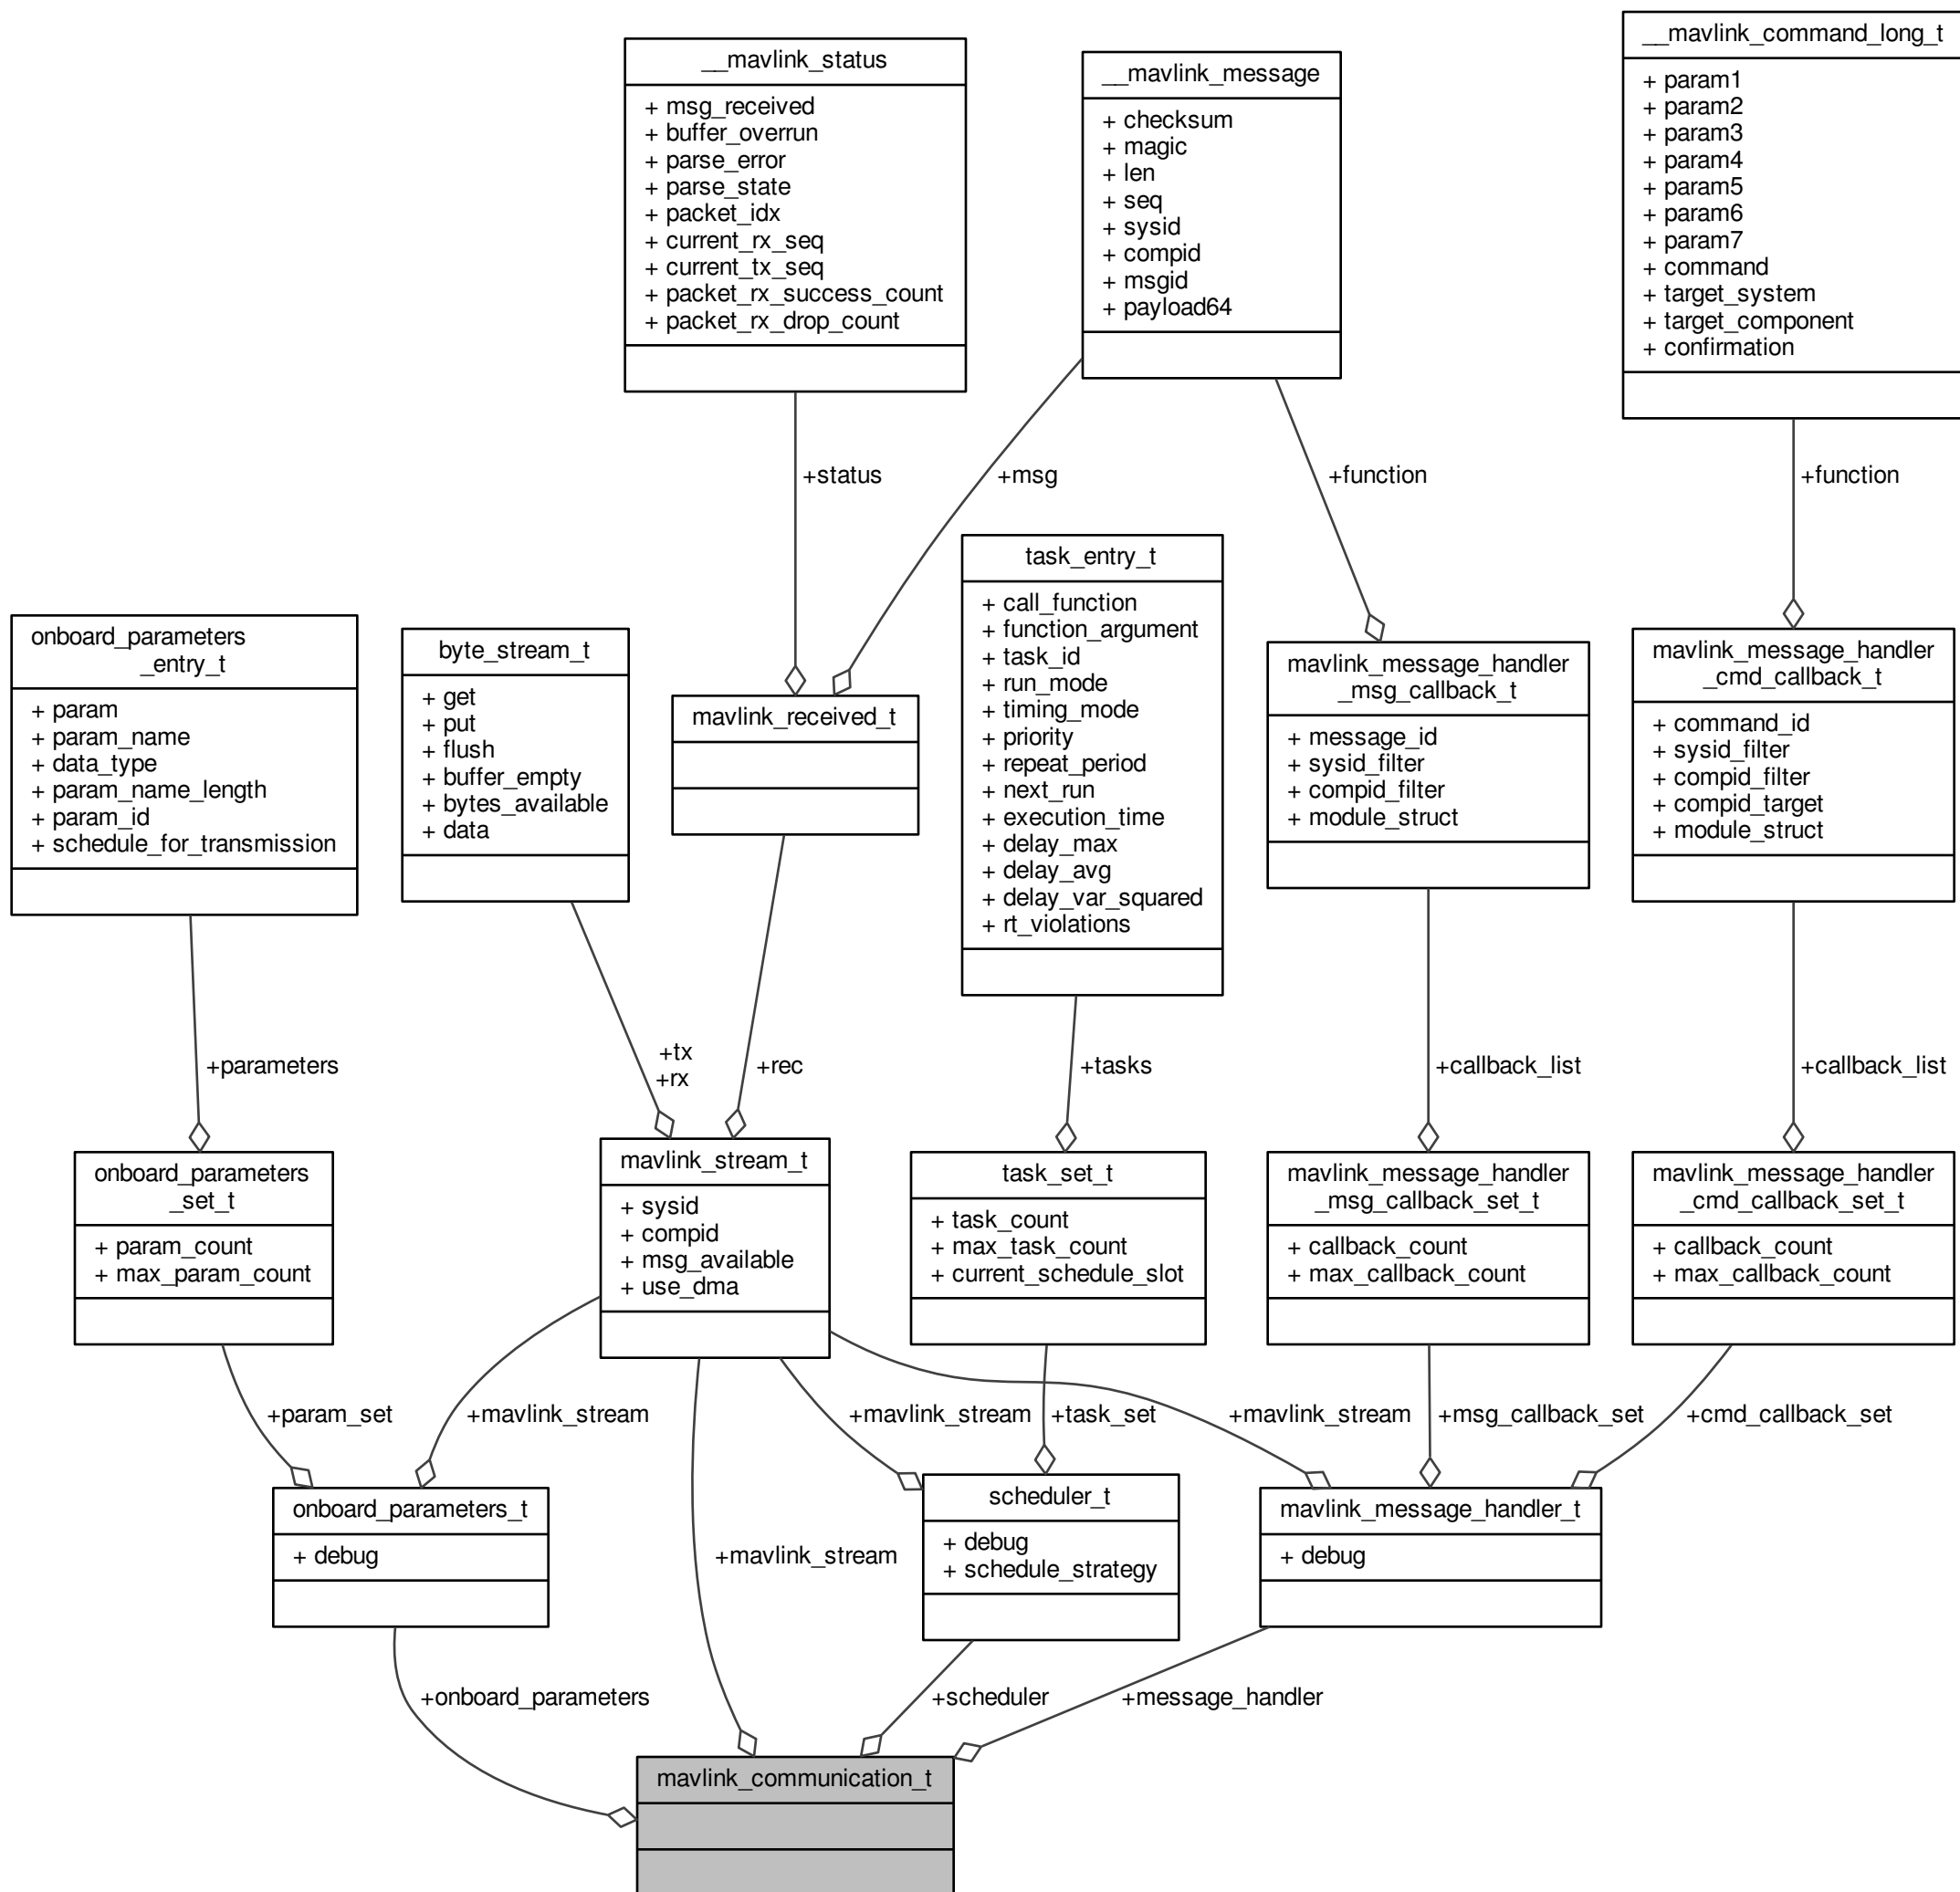 __mavlink_command_long_t
+ param1
+ param2
+ param3
+ param4
+ param5
+ param6
+ param7
+ command
+ target_system
+ target_component
+ confirmation
__mavlink_status
+ msg_received
+ buffer_overrun
+ parse_error
+ parse_state
+ packet_idx
+ current_rx_seq
+ current_tx_seq
+ packet_rx_success_count
+ packet_rx_drop_count
__mavlink_message
+ checksum
+ magic
+ len
+ seq
+ sysid
+ compid
+ msgid
+ payload64
+status
+msg
+function
+function
task_entry_t
+ call_function
+ function_argument
+ task_id
+ run_mode
+ timing_mode
+ priority
+ repeat_period
+ next_run
+ execution_time
+ delay_max
+ delay_avg
+ delay_var_squared
+ rt_violations
onboard_parameters
_entry_t
+ param
+ param_name
+ data_type
+ param_name_length
+ param_id
+ schedule_for_transmission
byte_stream_t
+ get
+ put
+ flush
+ buffer_empty
+ bytes_available
+ data
mavlink_received_t
mavlink_message_handler
_msg_callback_t
+ message_id
+ sysid_filter
+ compid_filter
+ module_struct
mavlink_message_handler
_cmd_callback_t
+ command_id
+ sysid_filter
+ compid_filter
+ compid_target
+ module_struct
+parameters
+tx
+rx
+rec
+tasks
+callback_list
+callback_list
onboard_parameters
_set_t
+ param_count
+ max_param_count
mavlink_stream_t
+ sysid
+ compid
+ msg_available
+ use_dma
task_set_t
+ task_count
+ max_task_count
+ current_schedule_slot
mavlink_message_handler
_msg_callback_set_t
+ callback_count
+ max_callback_count
mavlink_message_handler
_cmd_callback_set_t
+ callback_count
+ max_callback_count
+param_set
+mavlink_stream
+mavlink_stream
+task_set
+mavlink_stream
+msg_callback_set
+cmd_callback_set
onboard_parameters_t
+ debug
+mavlink_stream
scheduler_t
+ debug
+ schedule_strategy
mavlink_message_handler_t
+ debug
+onboard_parameters
+scheduler
+message_handler
mavlink_communication_t